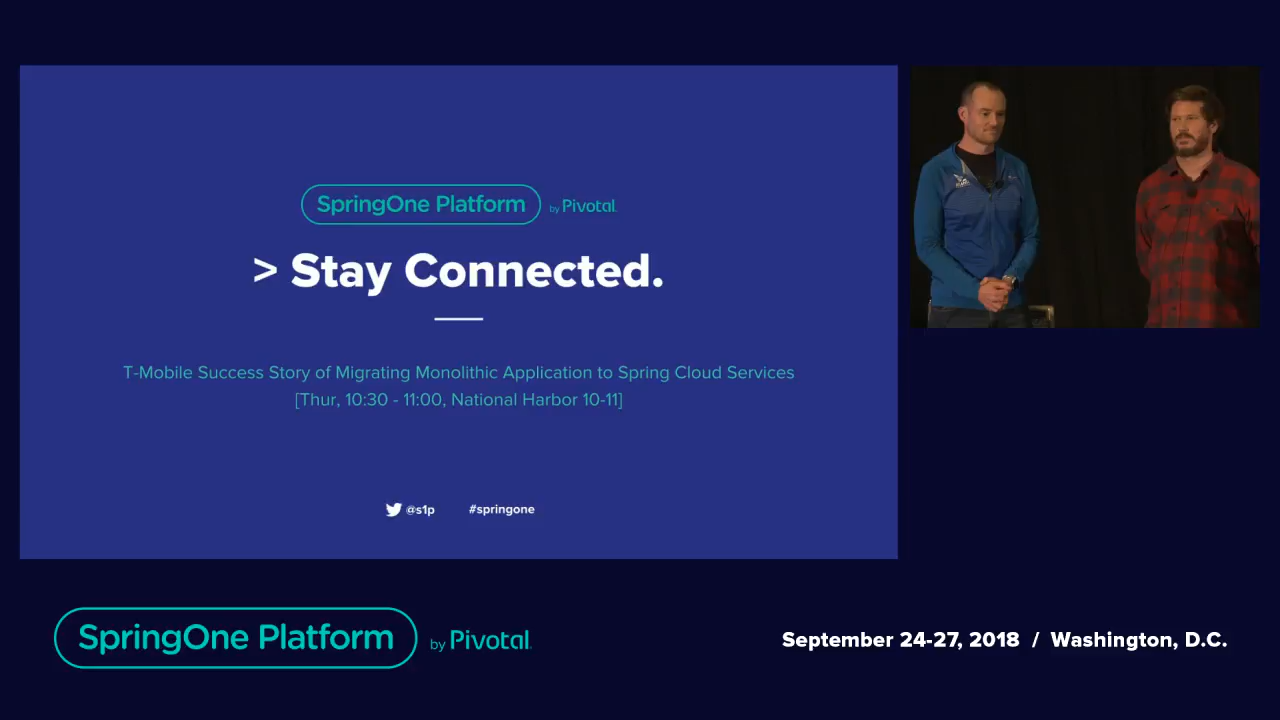 SpringOne Platform by Pivotal
> Stay Connected.
T-Mobile Success Story of Migrating Monolithic Application to Spring Cloud Services
[Thur, 10:30 - 11:00, National Harbor 10-11]
@s1p #springone
SpringOne Platform by Pivotal.
September 24-27, 2018 / Washington, D.C.